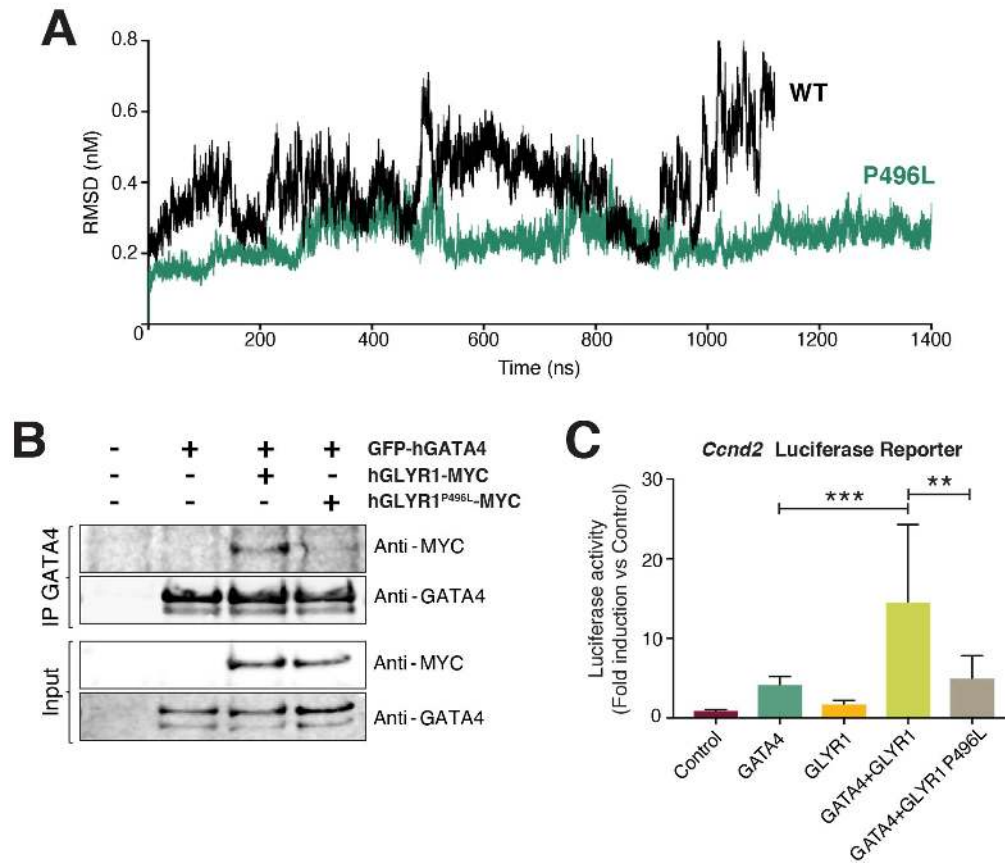 A
0.8
0.6
0.4
0.2
0
RMSD (nM)
WT
P496L
200
400
600
800
1000
1200
1400
Time (ns)
B
- + + + GFP-hGATA4
- - + - hGLYR1-MYC
- - - + hGLYR1P496L-MYC
IP GATA4
Anti-MYC
Anti-GATA4
Input
Anti-MYC
Anti-GATA4
C
Ccnd2 Luciferase Reporter
Luciferase activity
(Fold induction vs Control)
30
20
10
0
***
**
Control
GATA4
GLYR1
GATA4+GLYR1
GATA4+GLYR1 P496L